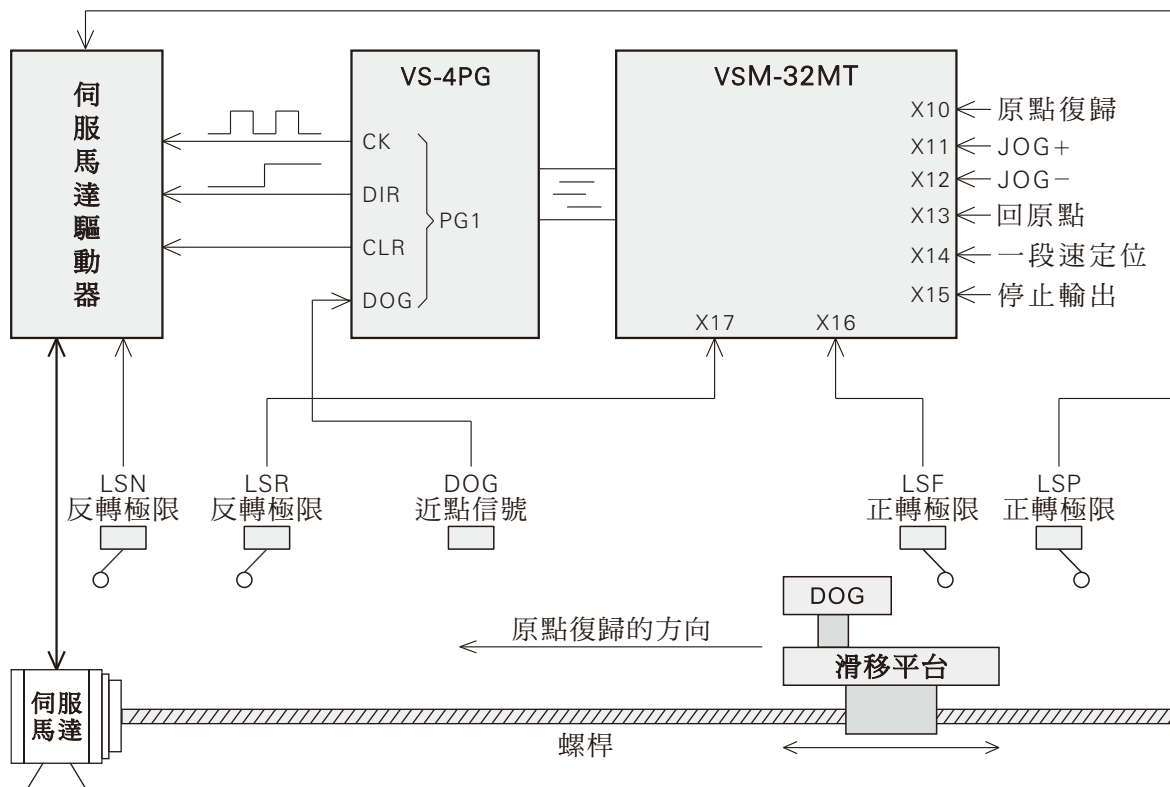 伺服馬達驅動器
VS-4PG
CK
DIR
CLR
DOG
PG1
VSM-32MT
X10 原點復歸
X11 JOG+
X12 JOG-
X13 回原點
X14 一段速定位
X15 停止輸出
X17
X16
LSN
反轉極限
LSR
反轉極限
DOG
近點信號
LSF
正轉極限
LSP
正轉極限
DOG
原點復歸的方向
滑移平台
伺服
馬達
螺桿